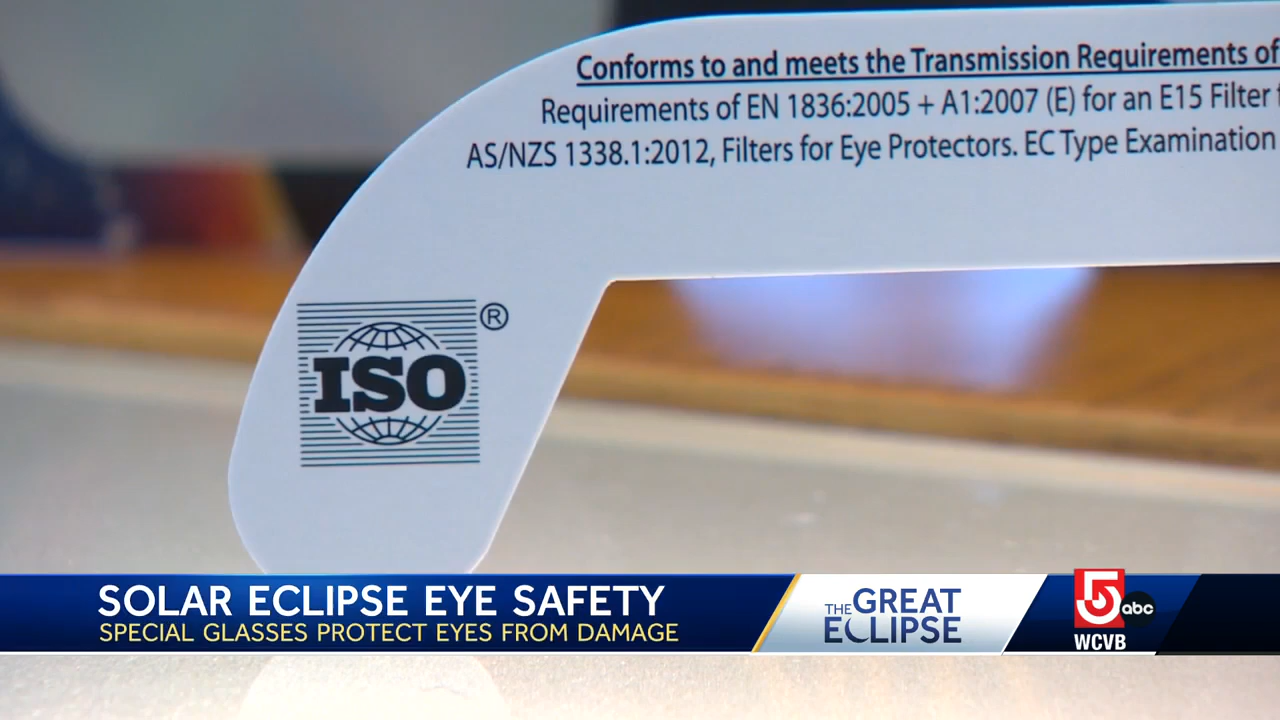 Conforms to and meets the Transmission Requirements of
Requirements of EN 1836:2005 + A1:2007 (E) for an E15 Filter
AS/NZS 1338.1:2012, Filters for Eye Protectors. EC Type Examination
ISO ®
SOLAR ECLIPSE EYE SAFETY
SPECIAL GLASSES PROTECT EYES FROM DAMAGE
THE GREAT
ECLIPSE
5 abc
WCVB